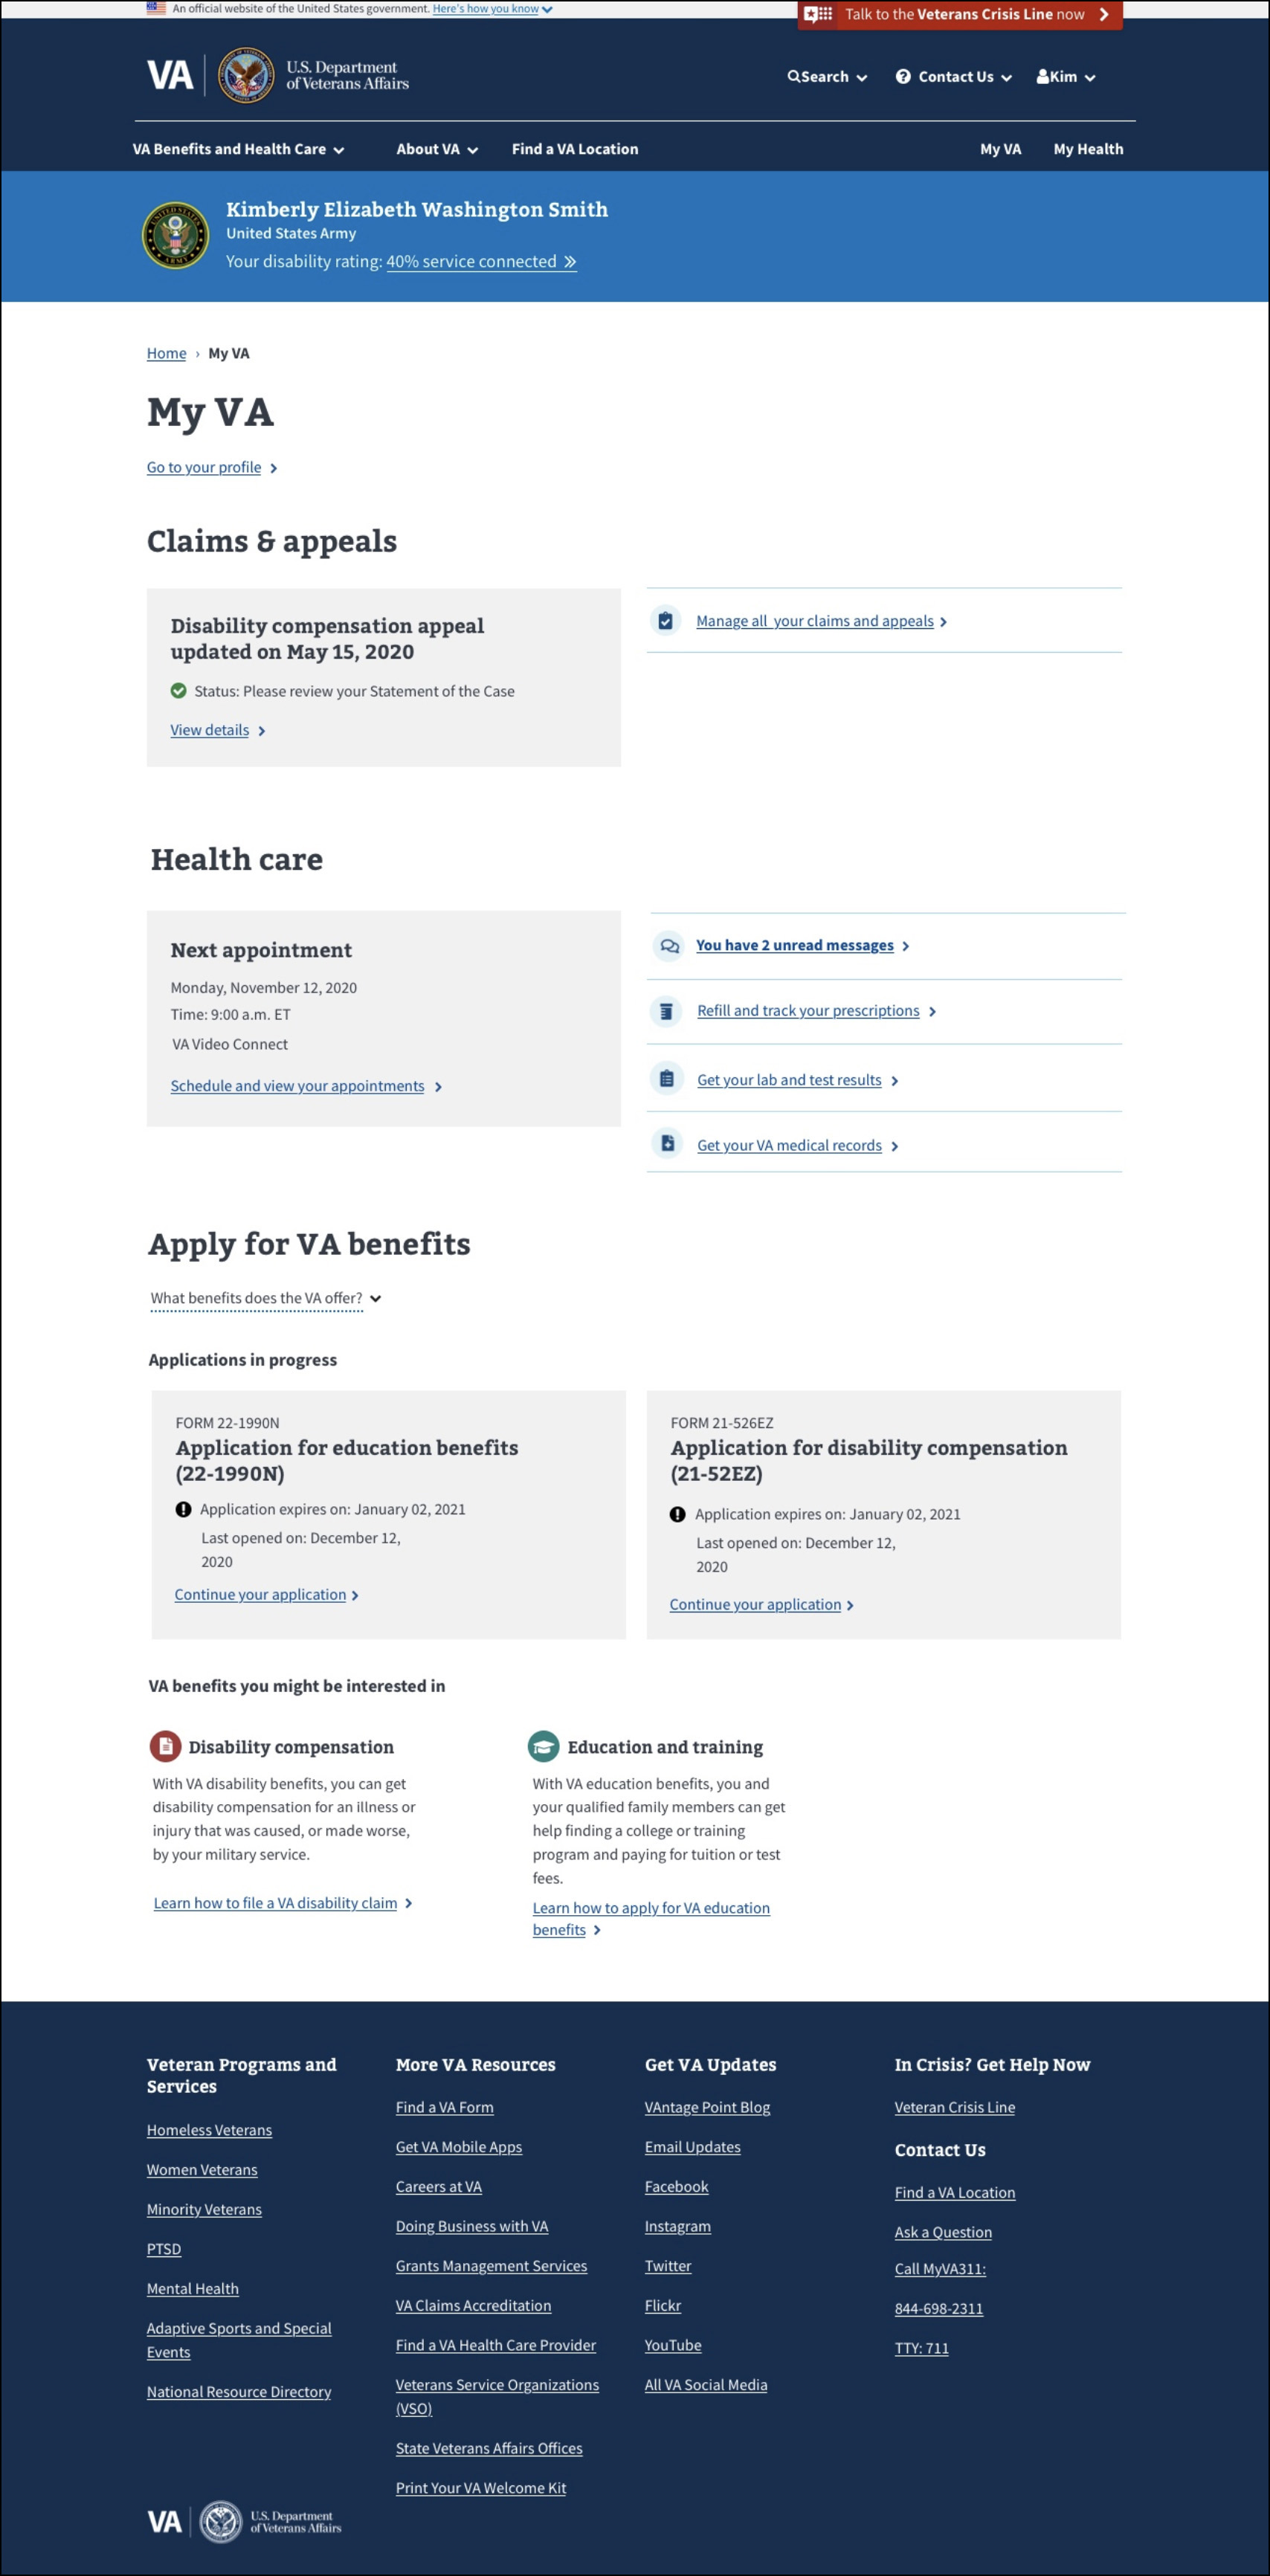 An official website of the United States government. Here's how you know
Talk to the Veterans Crisis Line now
VA
U.S. Department
of Veterans Affairs
Search
Contact Us
Kim
VA Benefits and Health Care
About VA
Find a VA Location
My VA
My Health
Kimberly Elizabeth Washington Smith
United States Army
Your disability rating: 40% service connected
Home › My VA
My VA
Go to your profile
Claims & appeals
Disability compensation appeal
updated on May 15, 2020
Status: Please review your Statement of the Case
View details
Manage all  your claims and appeals
Health care
Next appointment
Monday, November 12, 2020
Time: 9:00 a.m. ET
VA Video Connect
Schedule and view your appointments
You have 2 unread messages
Refill and track your prescriptions
Get your lab and test results
Get your VA medical records
Apply for VA benefits
What benefits does the VA offer?
Applications in progress
FORM 22-1990N
Application for education benefits
(22-1990N)
Application expires on: January 02, 2021
Last opened on: December 12,
2020
Continue your application
FORM 21-526EZ
Application for disability compensation
(21-52EZ)
Application expires on: January 02, 2021
Last opened on: December 12,
2020
Continue your application
VA benefits you might be interested in
Disability compensation
With VA disability benefits, you can get
disability compensation for an illness or
injury that was caused, or made worse,
by your military service.
Learn how to file a VA disability claim
Education and training
With VA education benefits, you and
your qualified family members can get
help finding a college or training
program and paying for tuition or test
fees.
Learn how to apply for VA education
benefits
Veteran Programs and
Services
Homeless Veterans
Women Veterans
Minority Veterans
PTSD
Mental Health
Adaptive Sports and Special
Events
National Resource Directory
More VA Resources
Find a VA Form
Get VA Mobile Apps
Careers at VA
Doing Business with VA
Grants Management Services
VA Claims Accreditation
Find a VA Health Care Provider
Veterans Service Organizations
(VSO)
State Veterans Affairs Offices
Print Your VA Welcome Kit
Get VA Updates
VAntage Point Blog
Email Updates
Facebook
Instagram
Twitter
Flickr
YouTube
All VA Social Media
In Crisis? Get Help Now
Veteran Crisis Line
Contact Us
Find a VA Location
Ask a Question
Call MyVA311:
844-698-2311
TTY: 711
VA
U.S. Department
of Veterans Affairs